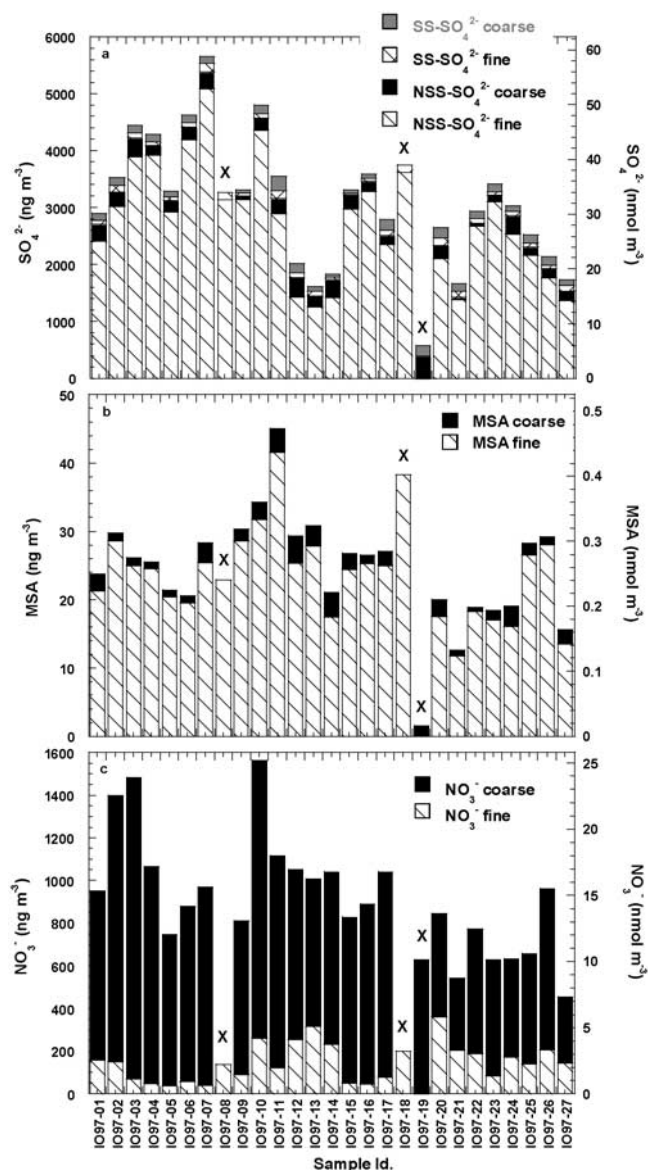 SS-SO₄²⁻ coarse
SS-SO₄²⁻ fine
NSS-SO₄²⁻ coarse
NSS-SO₄²⁻ fine
a
6000
5000
4000
3000
2000
1000
0
SO₄²⁻ (ng m⁻³)
60
50
40
30
20
10
0
SO₄²⁻ (nmol m⁻³)
X
X
X
b
MSA coarse
MSA fine
50
40
30
20
10
0
MSA (ng m⁻³)
0.5
0.4
0.3
0.2
0.1
0
MSA (nmol m⁻³)
X
X
X
c
NO₃⁻ coarse
NO₃⁻ fine
1600
1400
1200
1000
800
600
400
200
0
NO₃⁻ (ng m⁻³)
25
20
15
10
5
0
NO₃⁻ (nmol m⁻³)
X
X
X
IO97-01
IO97-02
IO97-03
IO97-04
IO97-05
IO97-06
IO97-07
IO97-08
IO97-09
IO97-10
IO97-11
IO97-12
IO97-13
IO97-14
IO97-15
IO97-16
IO97-17
IO97-18
IO97-19
IO97-20
IO97-21
IO97-22
IO97-23
IO97-24
IO97-25
IO97-26
IO97-27
Sample Id.